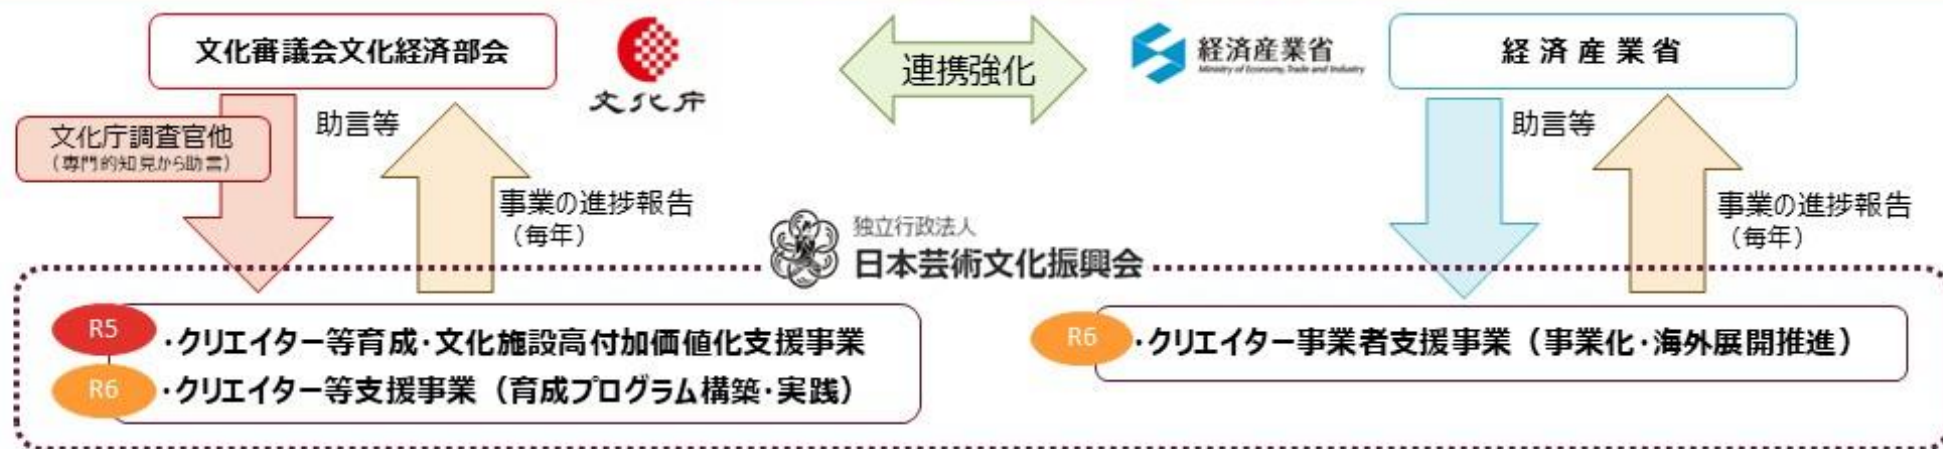 文化審議会文化経済部会
文化庁
連携強化
経済産業省
Ministry of Economy, Trade and Industry
経済産業省
文化庁調査官他
（専門的知見から助言）
助言等
事業の進捗報告
（毎年）
助言等
事業の進捗報告
（毎年）
独立行政法人
日本芸術文化振興会
R5
・クリエイター等育成・文化施設高付加価値化支援事業
R6
・クリエイター等支援事業（育成プログラム構築・実践）
R6
・クリエイター事業者支援事業（事業化・海外展開推進）